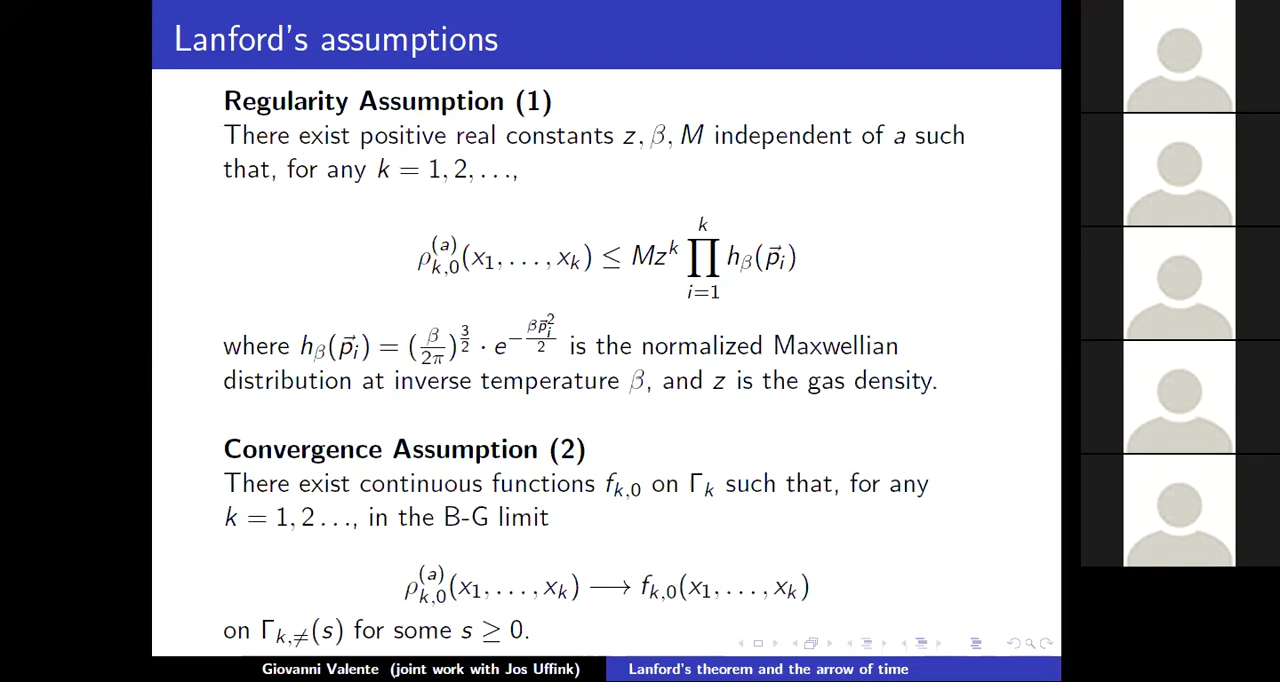 Lanford's assumptions
Regularity Assumption (1)
There exist positive real constants z, β, M independent of a such
that, for any k = 1, 2, . . .,
ρ_{k,0}^{(a)}(x_1, . . . , x_k) ≤ Mz^k ∏_{i=1}^{k} h_β(p⃗_i)
where h_β(p⃗_i) = (β/2π)^{3/2} · e^{−βp⃗_i^2/2} is the normalized Maxwellian
distribution at inverse temperature β, and z is the gas density.
Convergence Assumption (2)
There exist continuous functions f_{k,0} on Γ_k such that, for any
k = 1, 2 . . ., in the B-G limit
ρ_{k,0}^{(a)}(x_1, . . . , x_k) ⟶ f_{k,0}(x_1, . . . , x_k)
on Γ_{k,≠}(s) for some s ≥ 0.
Giovanni Valente (joint work with Jos Uffink) Lanford's theorem and the arrow of time